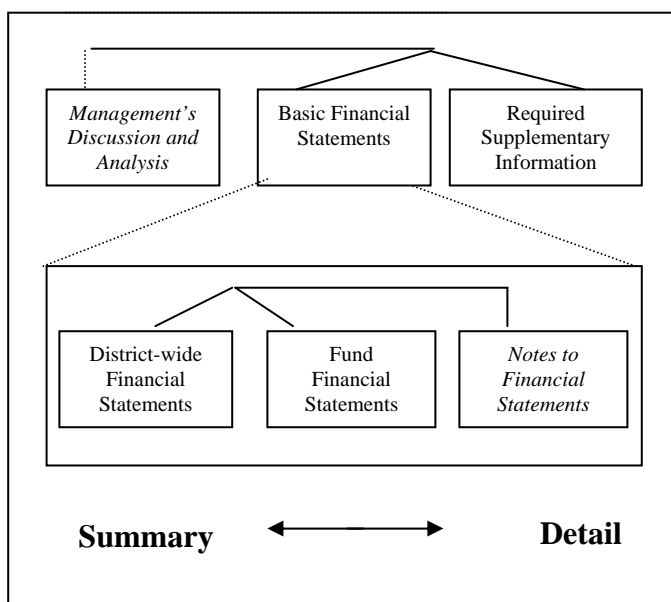 Management's
Discussion and
Analysis
Basic Financial
Statements
Required
Supplementary
Information
District-wide
Financial
Statements
Fund
Financial
Statements
Notes to
Financial
Statements
Summary
Detail